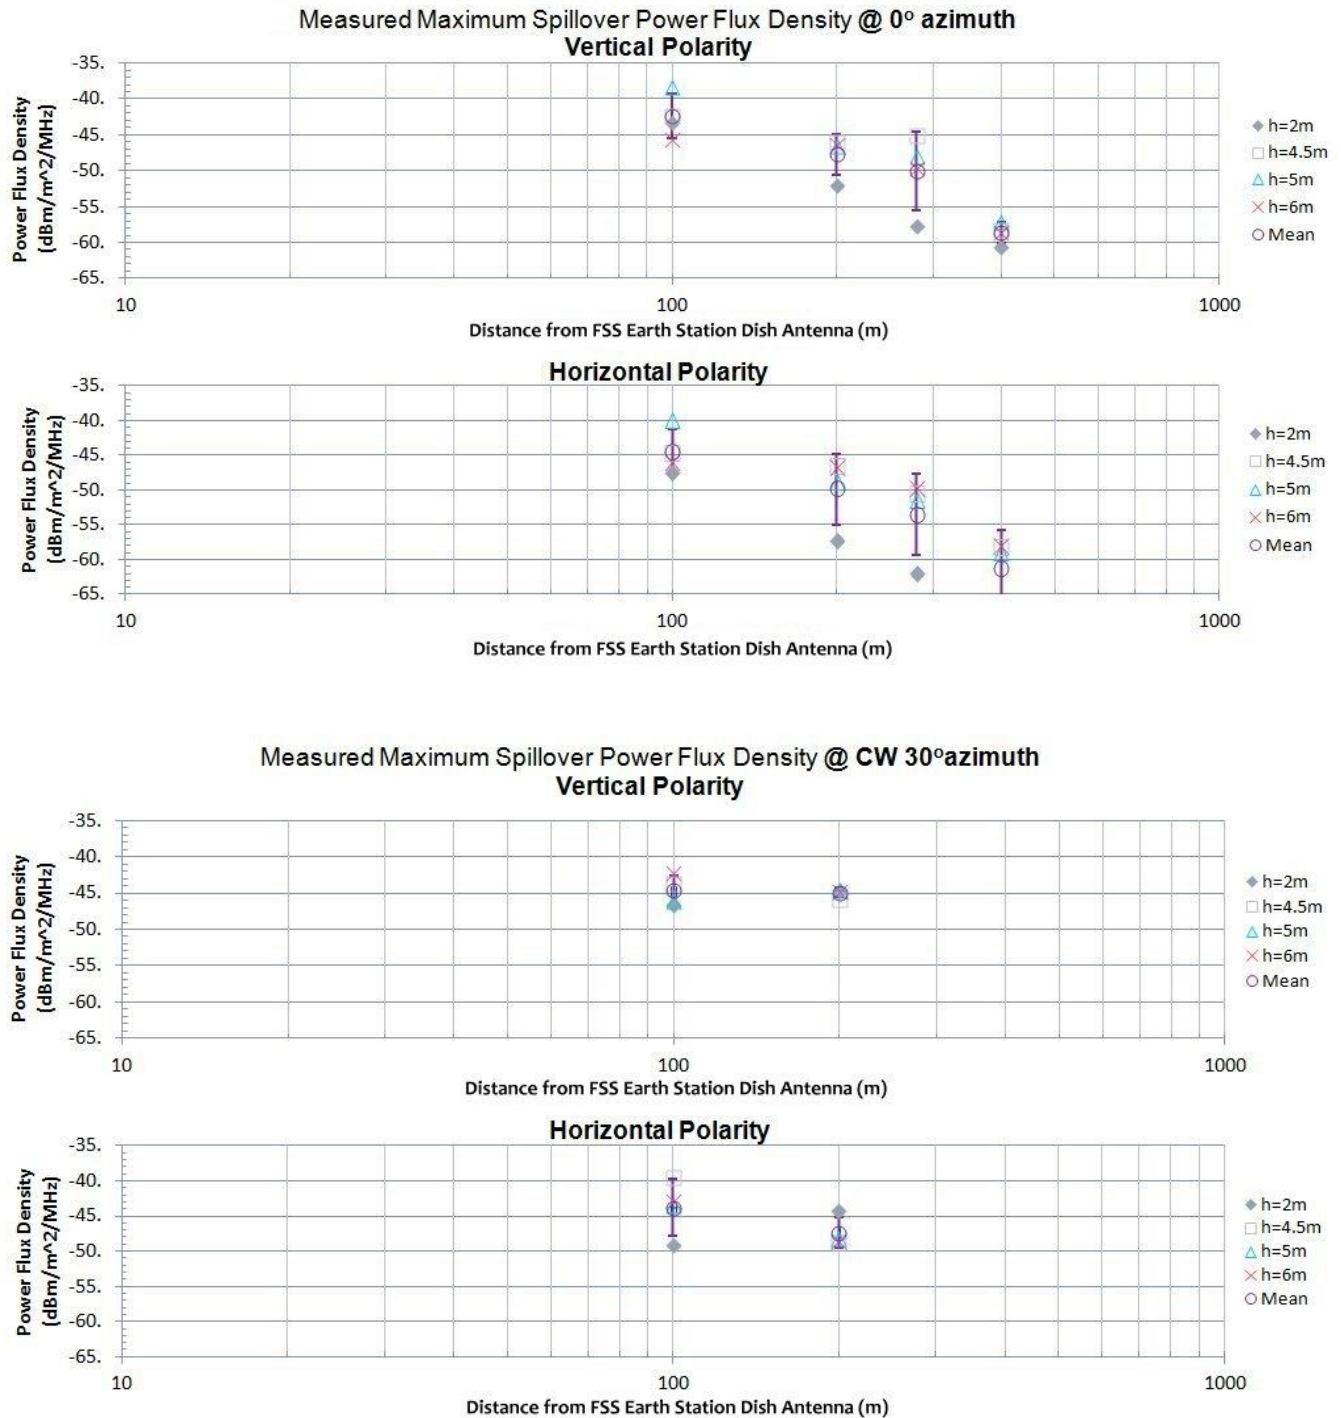 Measured Maximum Spillover Power Flux Density @ 0º azimuth
Vertical Polarity
Power Flux Density
(dBm/m^2/MHz)
-35.
-40.
-45.
-50.
-55.
-60.
-65.
10
100
1000
Distance from FSS Earth Station Dish Antenna (m)
h=2m
h=4.5m
h=5m
h=6m
Mean
Horizontal Polarity
Power Flux Density
(dBm/m^2/MHz)
-35.
-40.
-45.
-50.
-55.
-60.
-65.
10
100
1000
Distance from FSS Earth Station Dish Antenna (m)
h=2m
h=4.5m
h=5m
h=6m
Mean
Measured Maximum Spillover Power Flux Density @ CW 30ºazimuth
Vertical Polarity
Power Flux Density
(dBm/m^2/MHz)
-35.
-40.
-45.
-50.
-55.
-60.
-65.
10
100
1000
Distance from FSS Earth Station Dish Antenna (m)
h=2m
h=4.5m
h=5m
h=6m
Mean
Horizontal Polarity
Power Flux Density
(dBm/m^2/MHz)
-35.
-40.
-45.
-50.
-55.
-60.
-65.
10
100
1000
Distance from FSS Earth Station Dish Antenna (m)
h=2m
h=4.5m
h=5m
h=6m
Mean